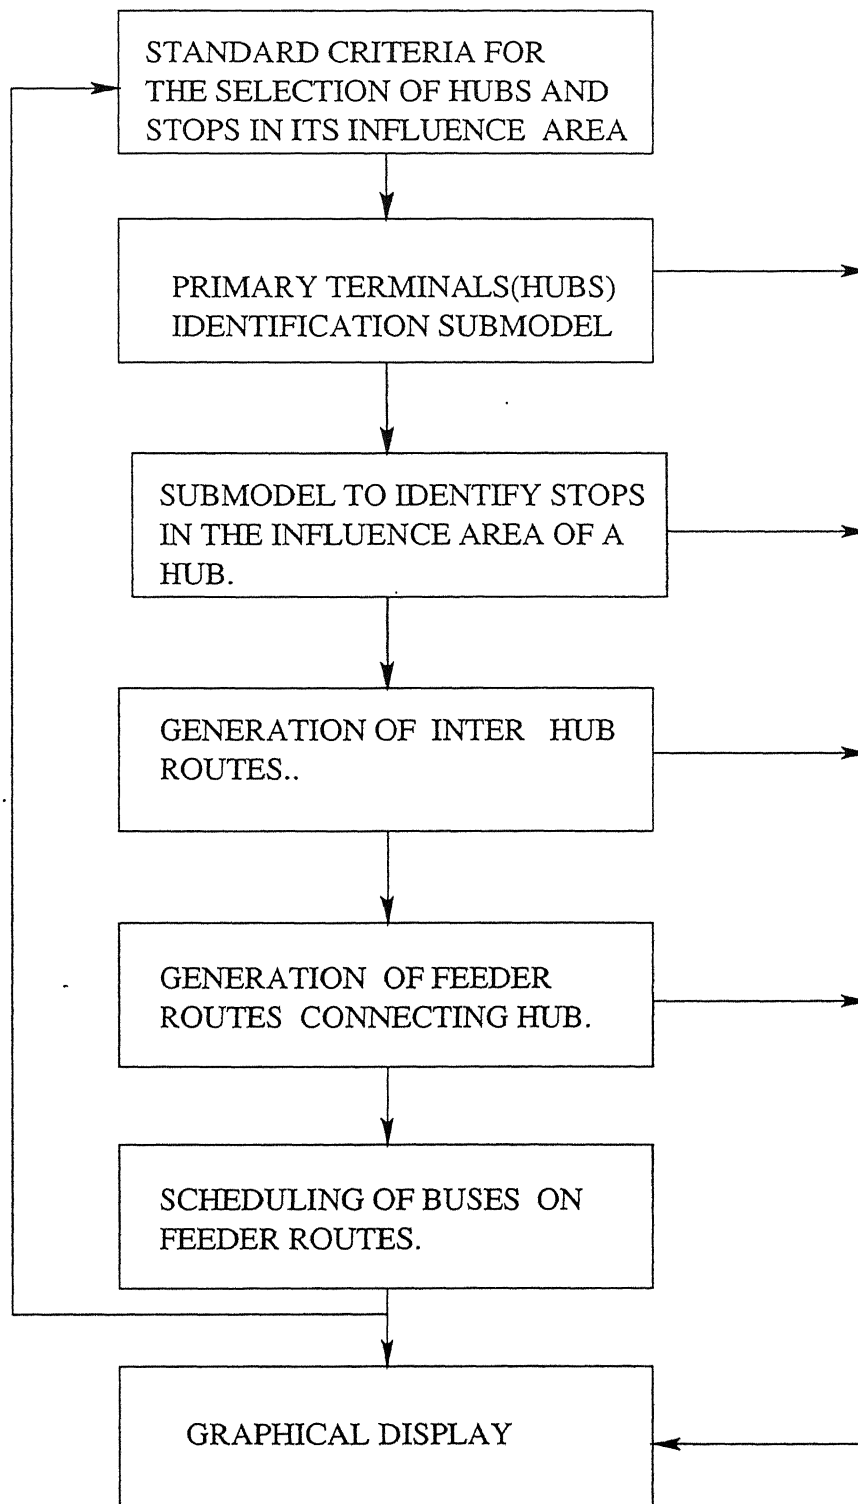 STANDARD CRITERIA FOR
THE SELECTION OF HUBS AND
STOPS IN ITS INFLUENCE AREA
PRIMARY TERMINALS(HUBS)
IDENTIFICATION SUBMODEL
SUBMODEL TO IDENTIFY STOPS
IN THE INFLUENCE AREA OF A
HUB.
GENERATION OF INTER HUB
ROUTES..
GENERATION OF FEEDER
ROUTES CONNECTING HUB.
SCHEDULING OF BUSES ON
FEEDER ROUTES.
GRAPHICAL DISPLAY